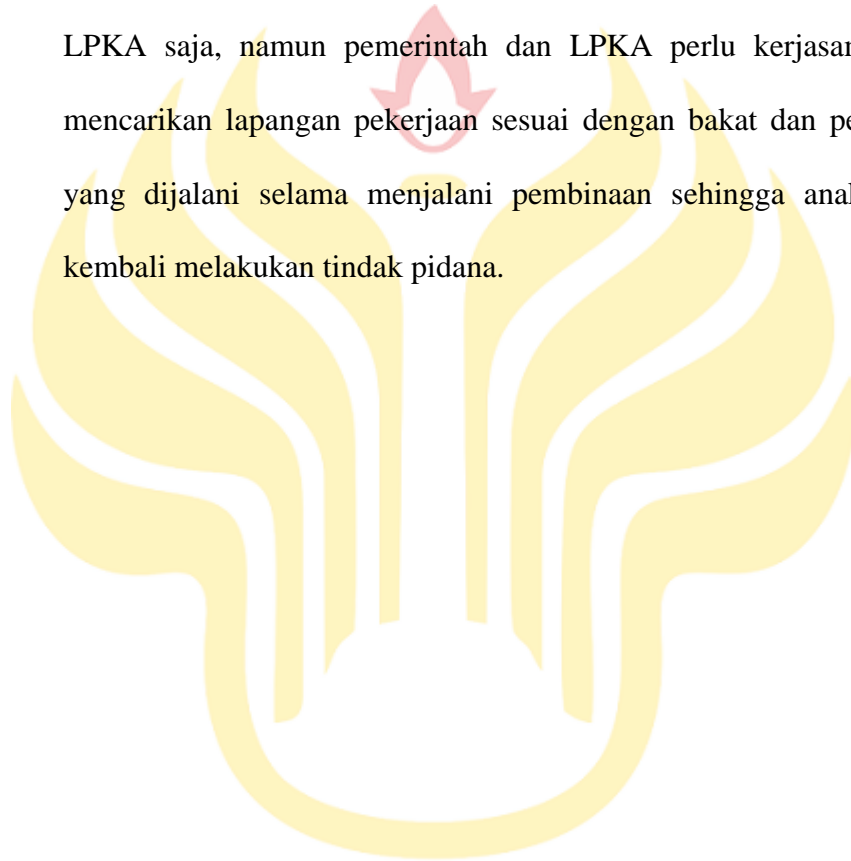 LPKA saja, namun pemerintah dan LPKA perlu
mencarikan lapangan pekerjaan sesuai dengan bakat dan
yang dijalani selama menjalani pembinaan sehingga
kembali melakukan tindak pidana.